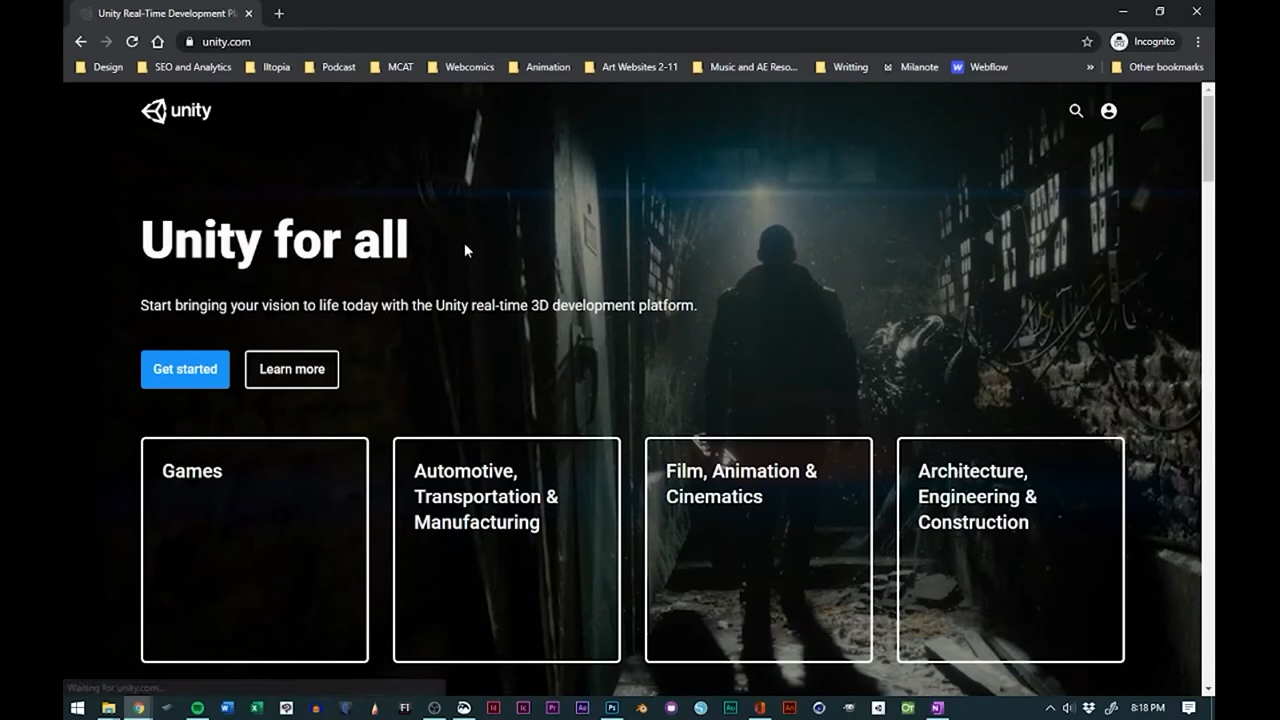 Unity Real-Time Development Pl
unity.com
Incognito
Design
SEO and Analytics
Iltopia
Podcast
MCAT
Webcomics
Animation
Art Websites 2-11
Music and AE Reso...
Writting
Milanote
Webflow
»
Other bookmarks
unity
Unity for all
Start bringing your vision to life today with the Unity real-time 3D development platform.
Get started
Learn more
Games
Automotive,
Transportation &
Manufacturing
Film, Animation &
Cinematics
Architecture,
Engineering &
Construction
Waiting for unity.com...
8:18 PM